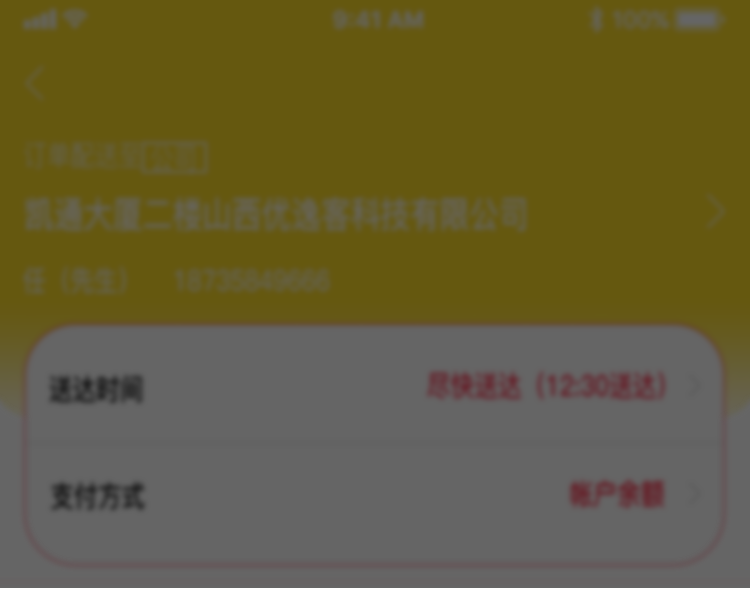 9:41 AM 100%
订单配送至 公司
凯通大厦二楼山西优逸客科技有限公司
任（先生） 18735849666
送达时间 尽快送达（12:30送达）
支付方式 帐户余额